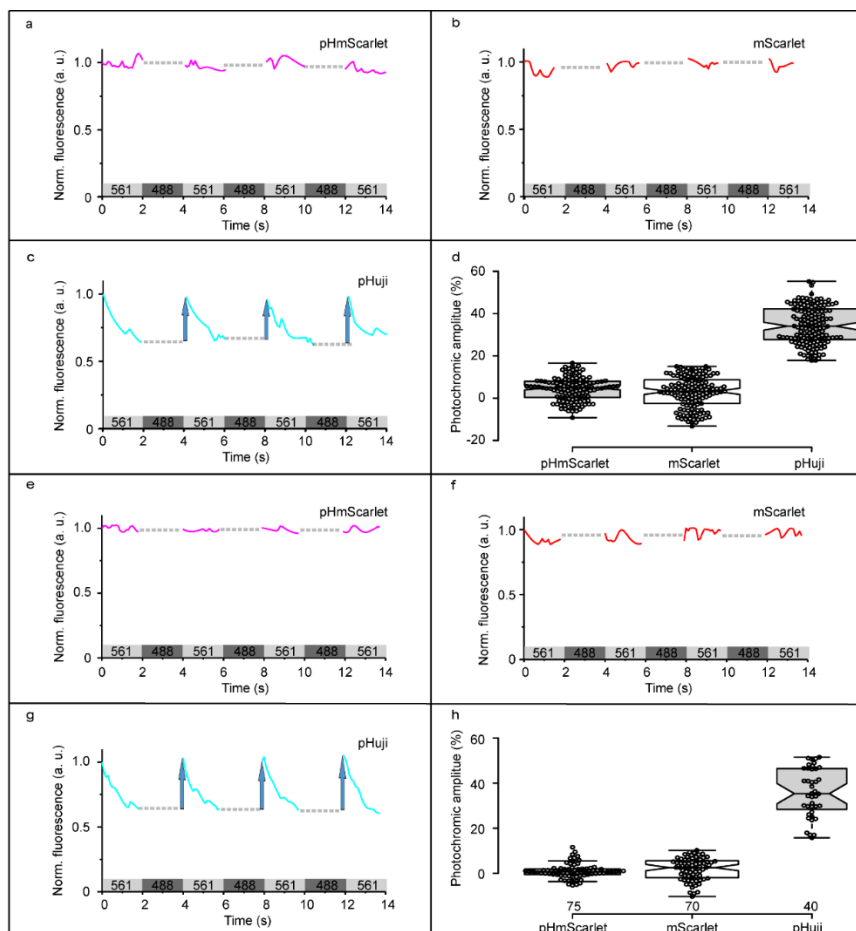 a
pHmScarlet
Norm. fluorescence (a. u.)
1.0
0.5
0
561 488 561 488 561 488 561
0 2 4 6 8 10 12 14
Time (s)
b
mScarlet
Norm. fluorescence (a. u.)
1.0
0.5
0
561 488 561 488 561 488 561
0 2 4 6 8 10 12 14
Time (s)
c
pHuji
Norm. fluorescence (a. u.)
1.0
0.5
0
561 488 561 488 561 488 561
0 2 4 6 8 10 12 14
Time (s)
d
Photochromic amplitue (%)
60
40
20
0
-20
pHmScarlet mScarlet pHuji
e
pHmScarlet
Norm. fluorescence (a. u.)
1.0
0.5
0
561 488 561 488 561 488 561
0 2 4 6 8 10 12 14
Time (s)
f
mScarlet
Norm. fluorescence (a. u.)
1.0
0.5
0
561 488 561 488 561 488 561
0 2 4 6 8 10 12 14
Time (s)
g
pHuji
Norm. fluorescence (a. u.)
1.0
0.5
0
561 488 561 488 561 488 561
0 2 4 6 8 10 12 14
Time (s)
h
Photochromic amplitue (%)
60
40
20
0
75 70 40
pHmScarlet mScarlet pHuji